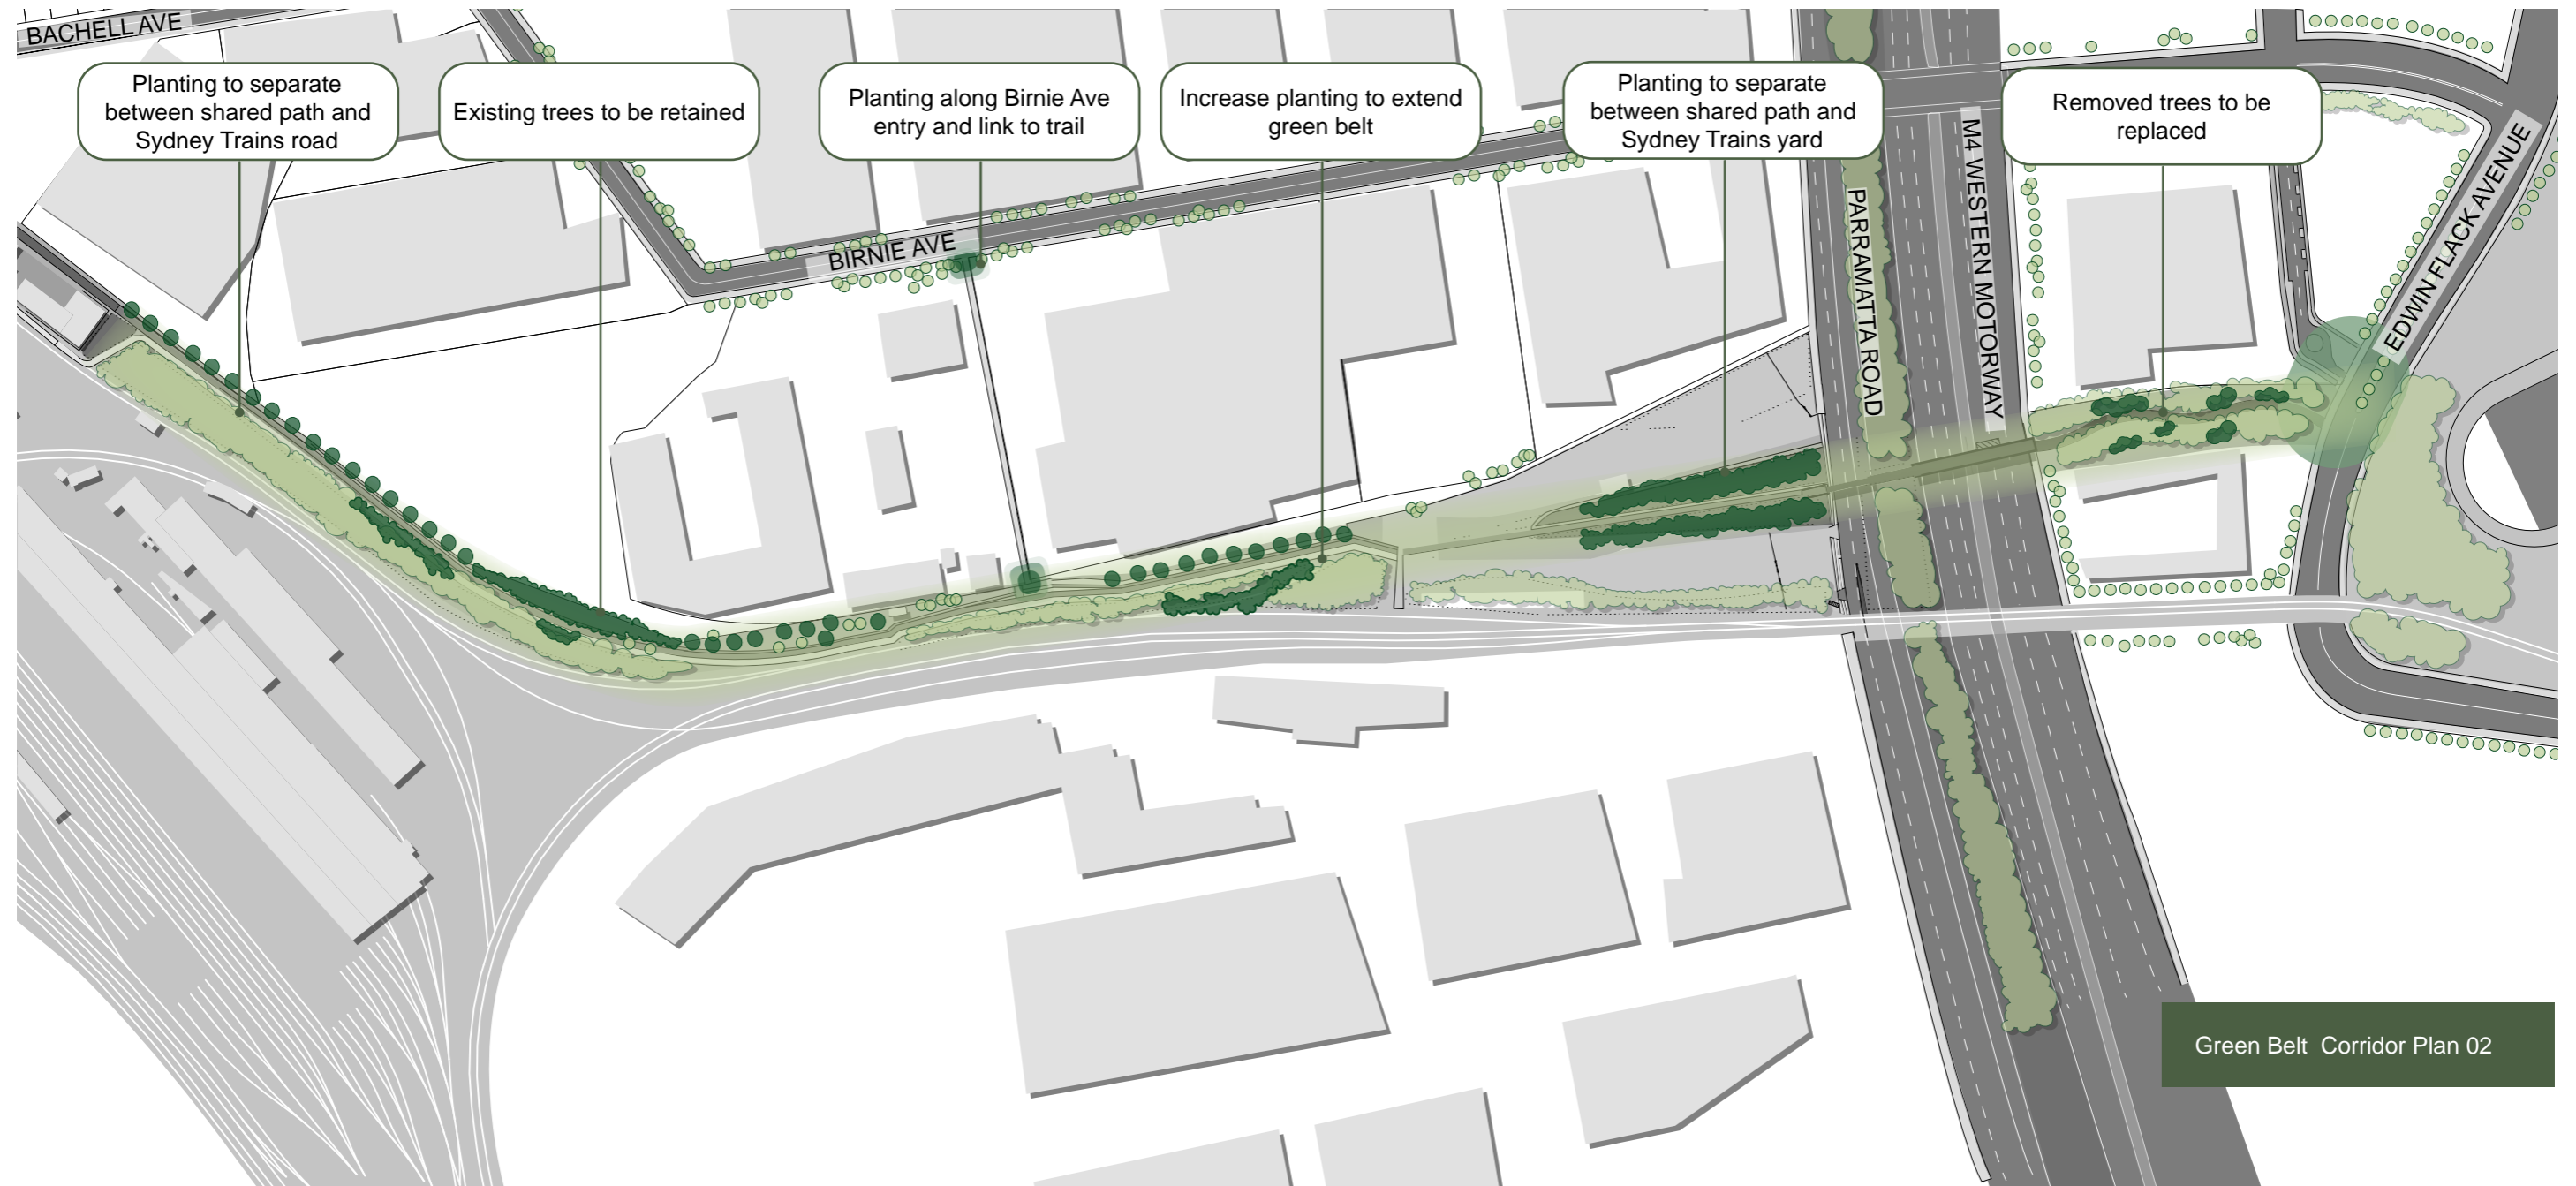 BACHELL AVE
Planting to separate
between shared path and
Sydney Trains road
Existing trees to be retained
Planting along Birnie Ave
entry and link to trail
Increase planting to extend
green belt
Planting to separate
between shared path and
Sydney Trains yard
Removed trees to be
replaced
BIRNIE AVE
PARRAMATTA ROAD
M4 WESTERN MOTORWAY
EDWIN FLACK AVENUE
Green Belt  Corridor Plan 02